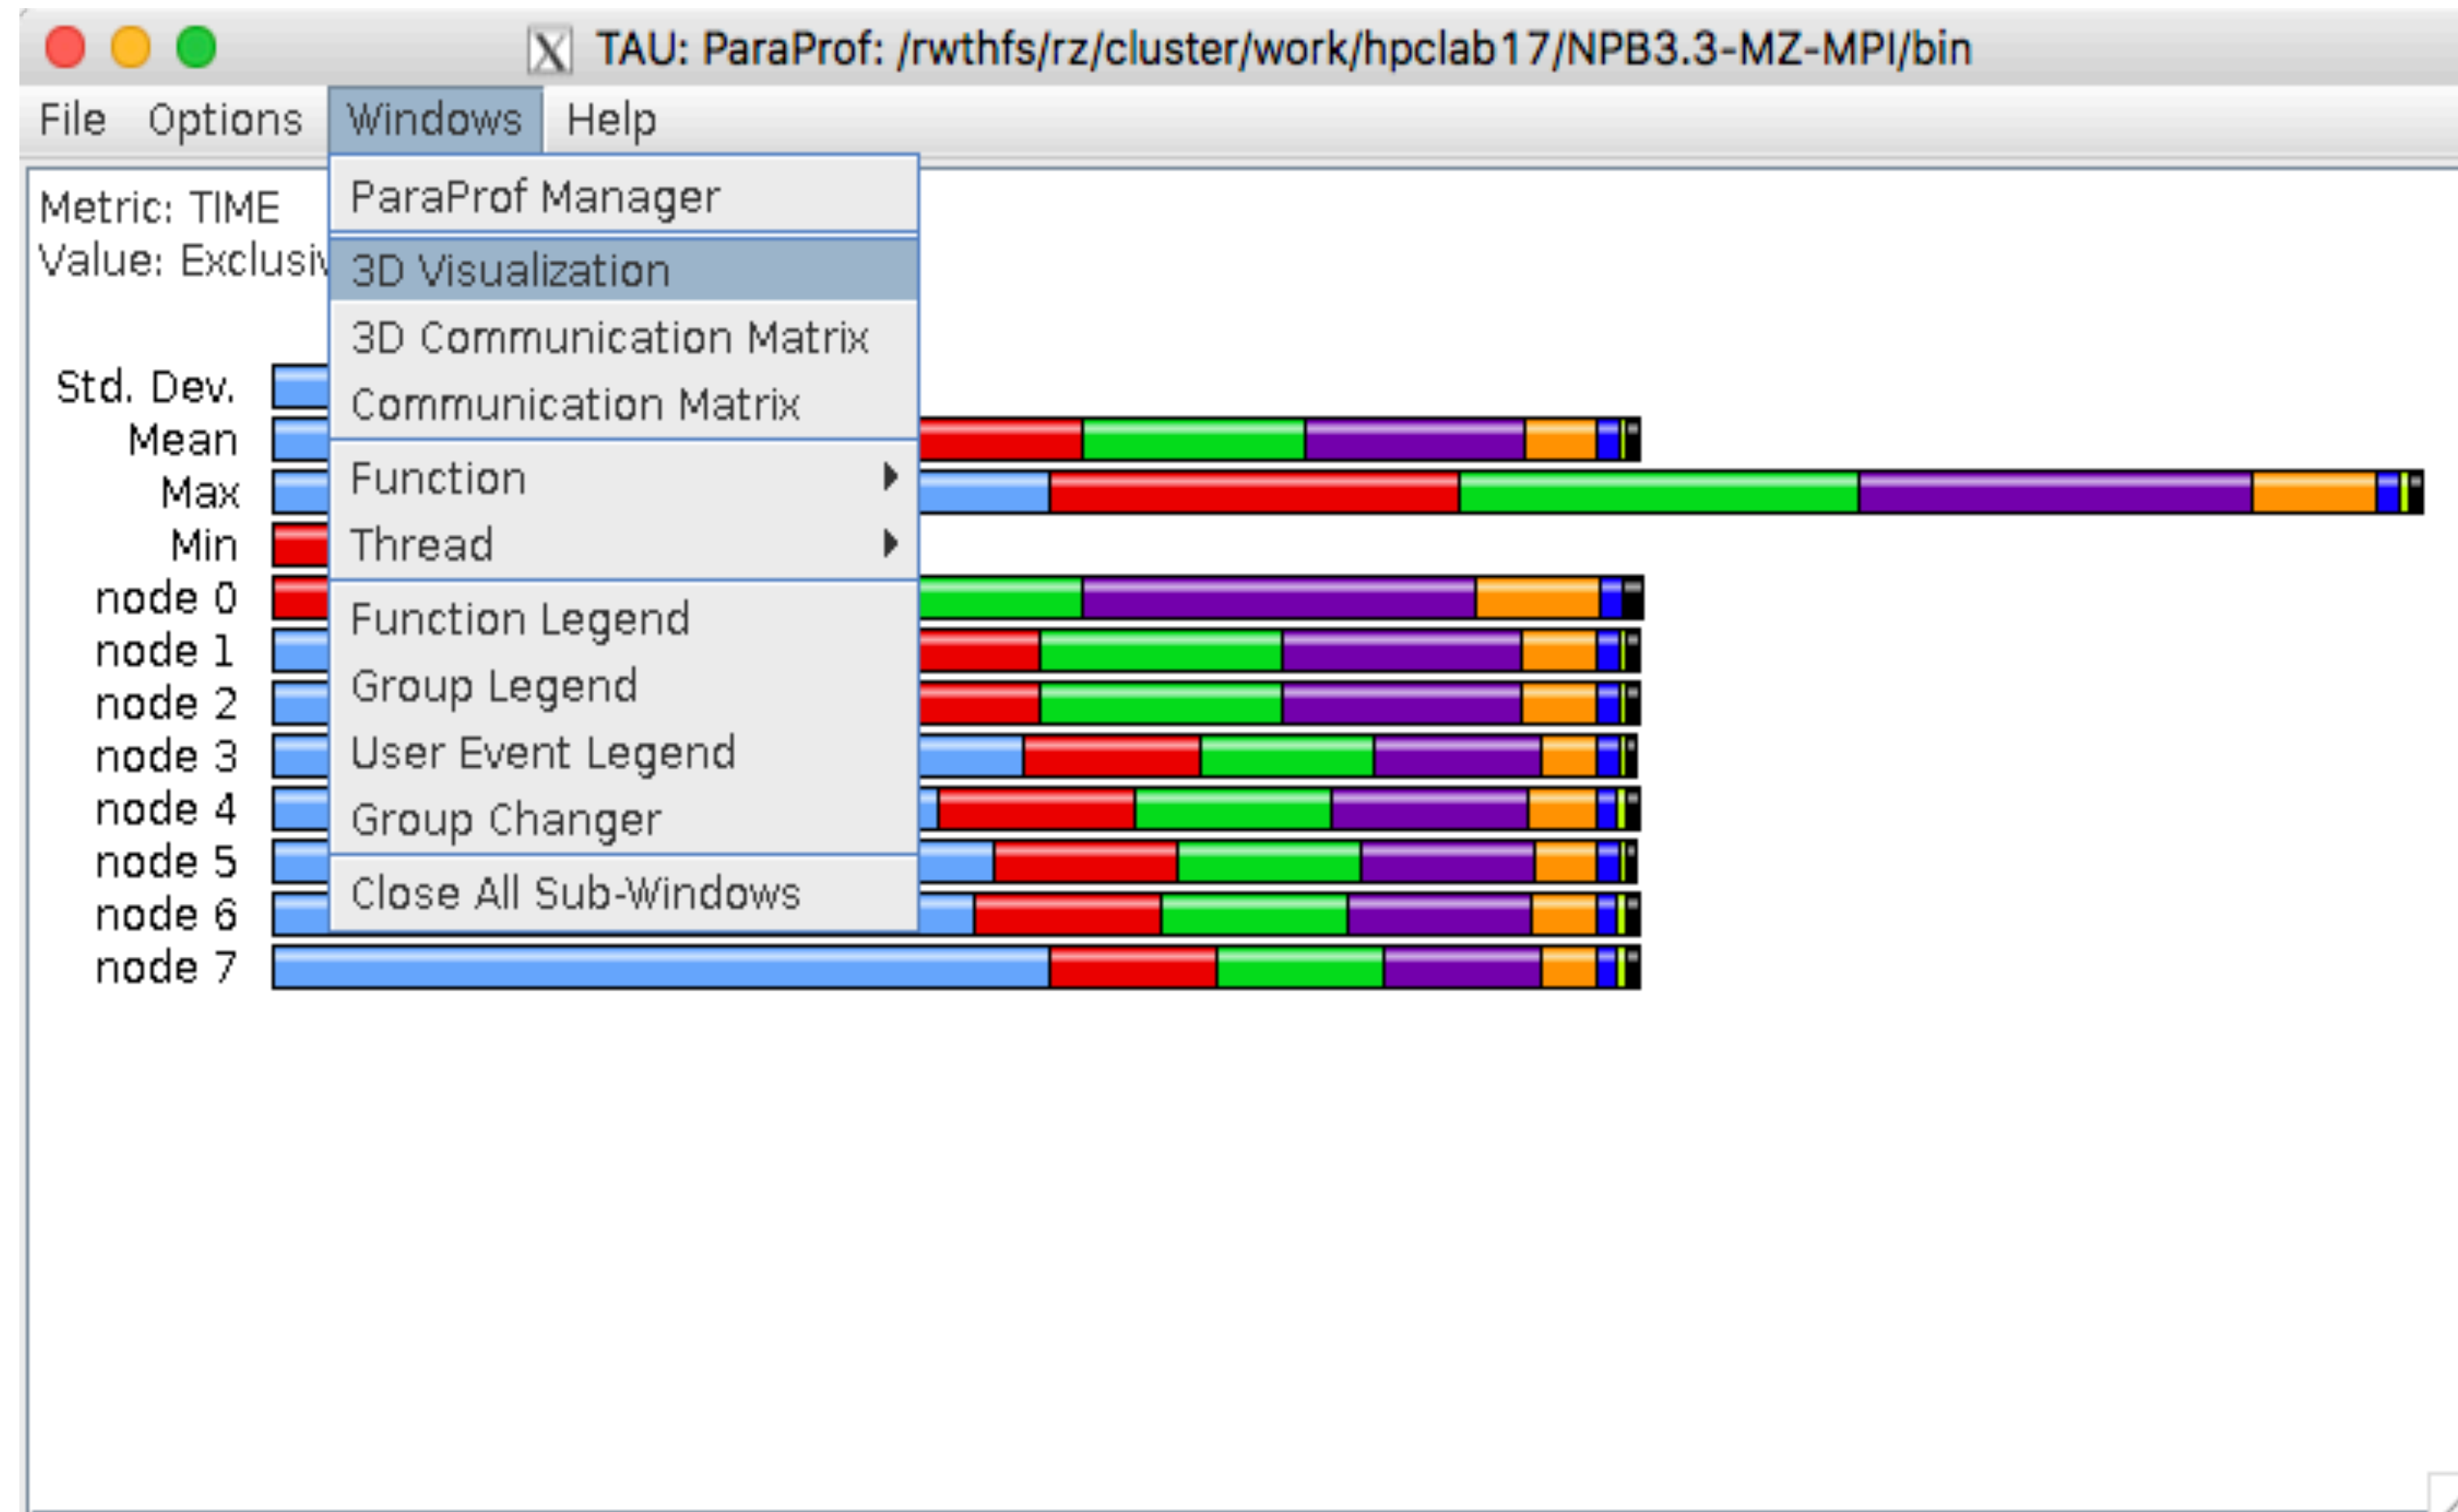 TAU: ParaProf: /rwthfs/rz/cluster/work/hpclab17/NPB3.3-MZ-MPI/bin
File Options Windows Help
Metric: TIME
Value: Exclusiv
ParaProf Manager
3D Visualization
3D Communication Matrix
Communication Matrix
Function
Thread
Function Legend
Group Legend
User Event Legend
Group Changer
Close All Sub-Windows
Std. Dev.
Mean
Max
Min
node 0
node 1
node 2
node 3
node 4
node 5
node 6
node 7